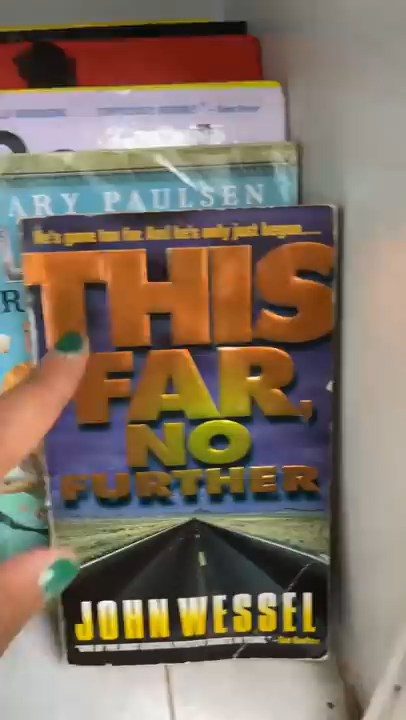 ARY PAULSEN
He's gone too far. And he's only just begun....
THIS
FAR,
NO
FURTHER
JOHN WESSEL